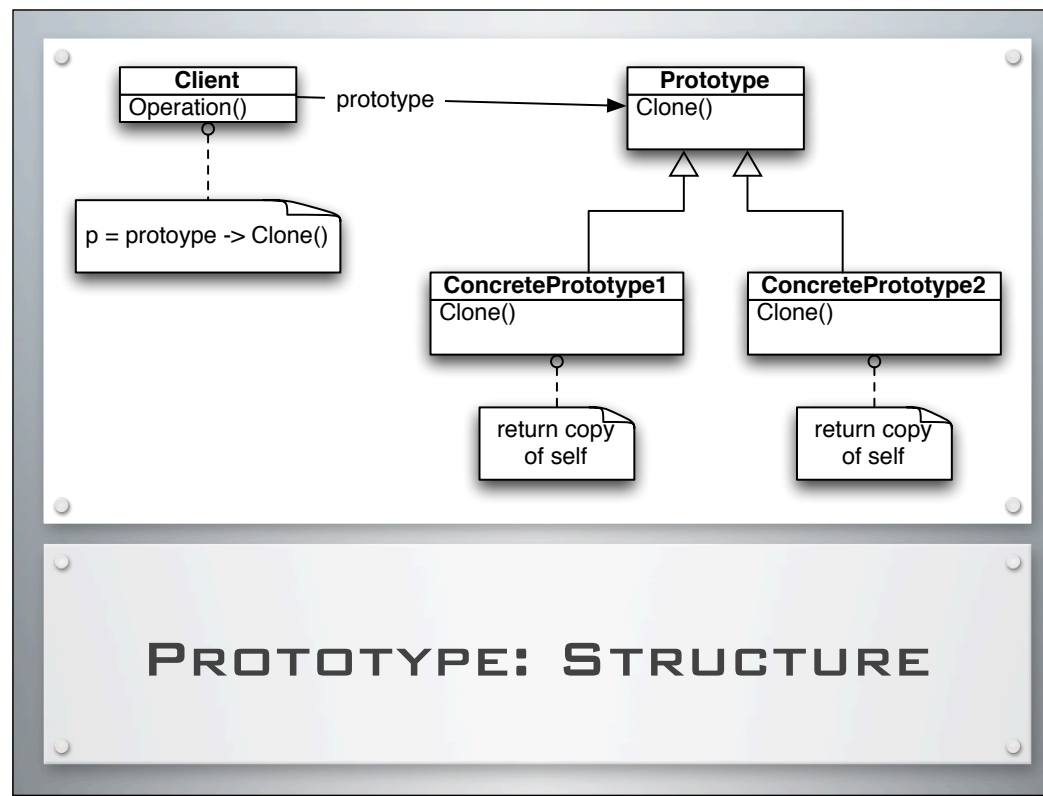 Client
Operation()
prototype
Prototype
Clone()
p = protoype -> Clone()
ConcretePrototype1
Clone()
ConcretePrototype2
Clone()
return copy
of self
return copy
of self
PROTOTYPE: STRUCTURE